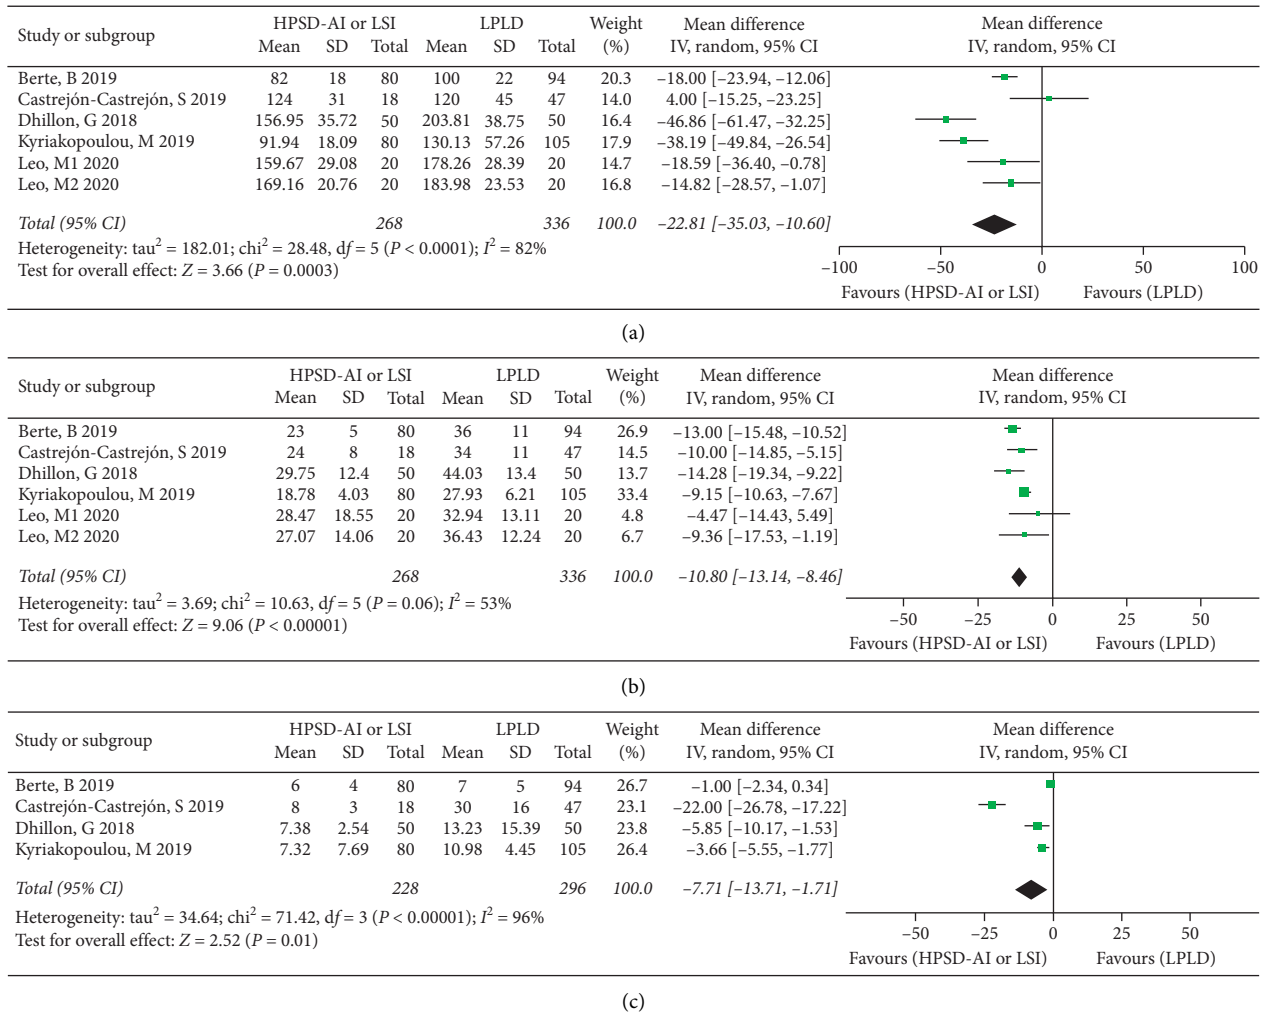 Study or subgroup HPSD-AI or LSI LPLD Weight (%) Mean difference IV, random, 95% CI Mean difference IV, random, 95% CI
Mean SD Total Mean SD Total
Berte, B 2019 82 18 80 100 22 94 20.3 –18.00 [–23.94, –12.06]
Castrejón-Castrejón, S 2019 124 31 18 120 45 47 14.0 4.00 [–15.25, –23.25]
Dhillon, G 2018 156.95 35.72 50 203.81 38.75 50 16.4 –46.86 [–61.47, –32.25]
Kyriakopoulou, M 2019 91.94 18.09 80 130.13 57.26 105 17.9 –38.19 [–49.84, –26.54]
Leo, M1 2020 159.67 29.08 20 178.26 28.39 20 14.7 –18.59 [–36.40, –0.78]
Leo, M2 2020 169.16 20.76 20 183.98 23.53 20 16.8 –14.82 [–28.57, –1.07]
Total (95% CI) 268 336 100.0 –22.81 [–35.03, –10.60]
Heterogeneity: tau² = 182.01; chi² = 28.48, df = 5 (P < 0.0001); I² = 82%
Test for overall effect: Z = 3.66 (P = 0.0003)
–100 –50 0 50 100
Favours (HPSD-AI or LSI) Favours (LPLD)
(a)
Study or subgroup HPSD-AI or LSI LPLD Weight (%) Mean difference IV, random, 95% CI Mean difference IV, random, 95% CI
Mean SD Total Mean SD Total
Berte, B 2019 23 5 80 36 11 94 26.9 –13.00 [–15.48, –10.52]
Castrejón-Castrejón, S 2019 24 8 18 34 11 47 14.5 –10.00 [–14.85, –5.15]
Dhillon, G 2018 29.75 12.4 50 44.03 13.4 50 13.7 –14.28 [–19.34, –9.22]
Kyriakopoulou, M 2019 18.78 4.03 80 27.93 6.21 105 33.4 –9.15 [–10.63, –7.67]
Leo, M1 2020 28.47 18.55 20 32.94 13.11 20 4.8 –4.47 [–14.43, 5.49]
Leo, M2 2020 27.07 14.06 20 36.43 12.24 20 6.7 –9.36 [–17.53, –1.19]
Total (95% CI) 268 336 100.0 –10.80 [–13.14, –8.46]
Heterogeneity: tau² = 3.69; chi² = 10.63, df = 5 (P = 0.06); I² = 53%
Test for overall effect: Z = 9.06 (P < 0.00001)
–50 –25 0 25 50
Favours (HPSD-AI or LSI) Favours (LPLD)
(b)
Study or subgroup HPSD-AI or LSI LPLD Weight (%) Mean difference IV, random, 95% CI Mean difference IV, random, 95% CI
Mean SD Total Mean SD Total
Berte, B 2019 6 4 80 7 5 94 26.7 –1.00 [–2.34, 0.34]
Castrejón-Castrejón, S 2019 8 3 18 30 16 47 23.1 –22.00 [–26.78, –17.22]
Dhillon, G 2018 7.38 2.54 50 13.23 15.39 50 23.8 –5.85 [–10.17, –1.53]
Kyriakopoulou, M 2019 7.32 7.69 80 10.98 4.45 105 26.4 –3.66 [–5.55, –1.77]
Total (95% CI) 228 296 100.0 –7.71 [–13.71, –1.71]
Heterogeneity: tau² = 34.64; chi² = 71.42, df = 3 (P < 0.00001); I² = 96%
Test for overall effect: Z = 2.52 (P = 0.01)
–50 –25 0 25 50
Favours (HPSD-AI or LSI) Favours (LPLD)
(c)